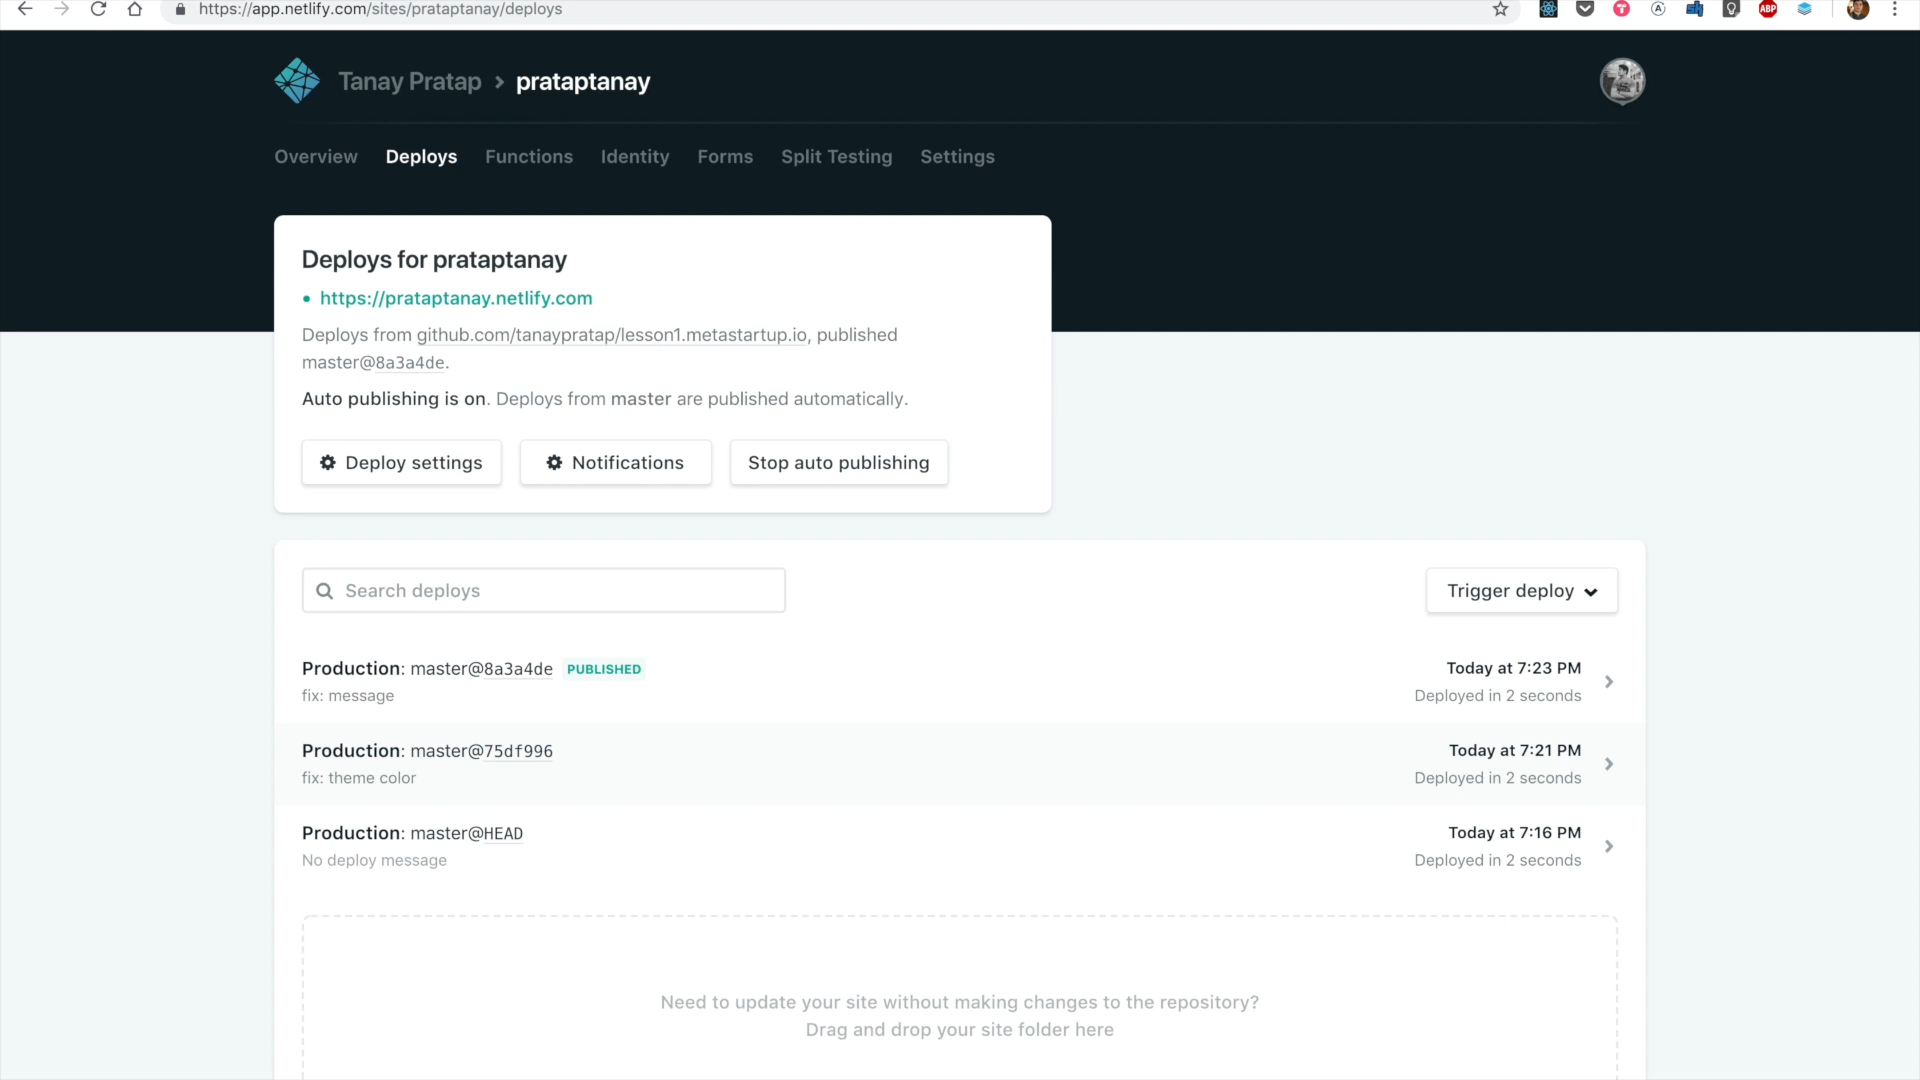 https://app.netlify.com/sites/prataptanay/deploys
ABP
Tanay Pratap > prataptanay
Overview Deploys Functions Identity Forms Split Testing Settings
Deploys for prataptanay
• https://prataptanay.netlify.com
Deploys from github.com/tanaypratap/lesson1.metastartup.io, published
master@8a3a4de.
Auto publishing is on. Deploys from master are published automatically.
Deploy settings Notifications Stop auto publishing
Search deploys Trigger deploy
Production: master@8a3a4de PUBLISHED Today at 7:23 PM
fix: message Deployed in 2 seconds
Production: master@75df996 Today at 7:21 PM
fix: theme color Deployed in 2 seconds
Production: master@HEAD Today at 7:16 PM
No deploy message Deployed in 2 seconds
Need to update your site without making changes to the repository?
Drag and drop your site folder here